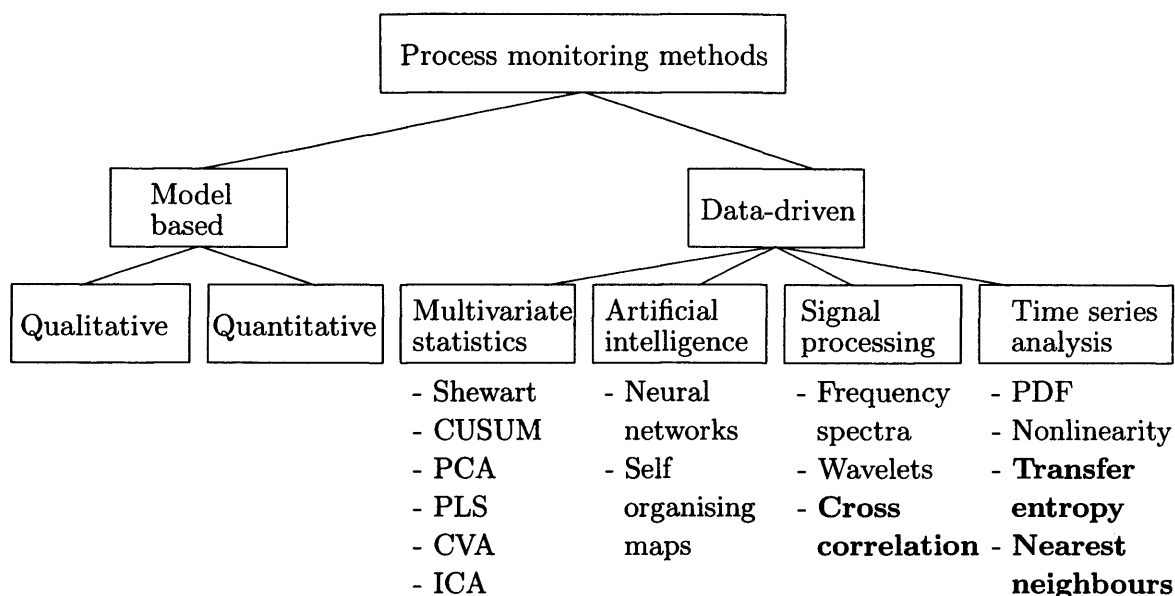 Process monitoring methods
Model
based
Data-driven
Qualitative
Quantitative
Multivariate
statistics
Artificial
intelligence
Signal
processing
Time series
analysis
- Shewart
- CUSUM
- PCA
- PLS
- CVA
- ICA
- Neural
networks
- Self
organising
maps
- Frequency
spectra
- Wavelets
- Cross
correlation
- PDF
- Nonlinearity
- Transfer
entropy
- Nearest
neighbours